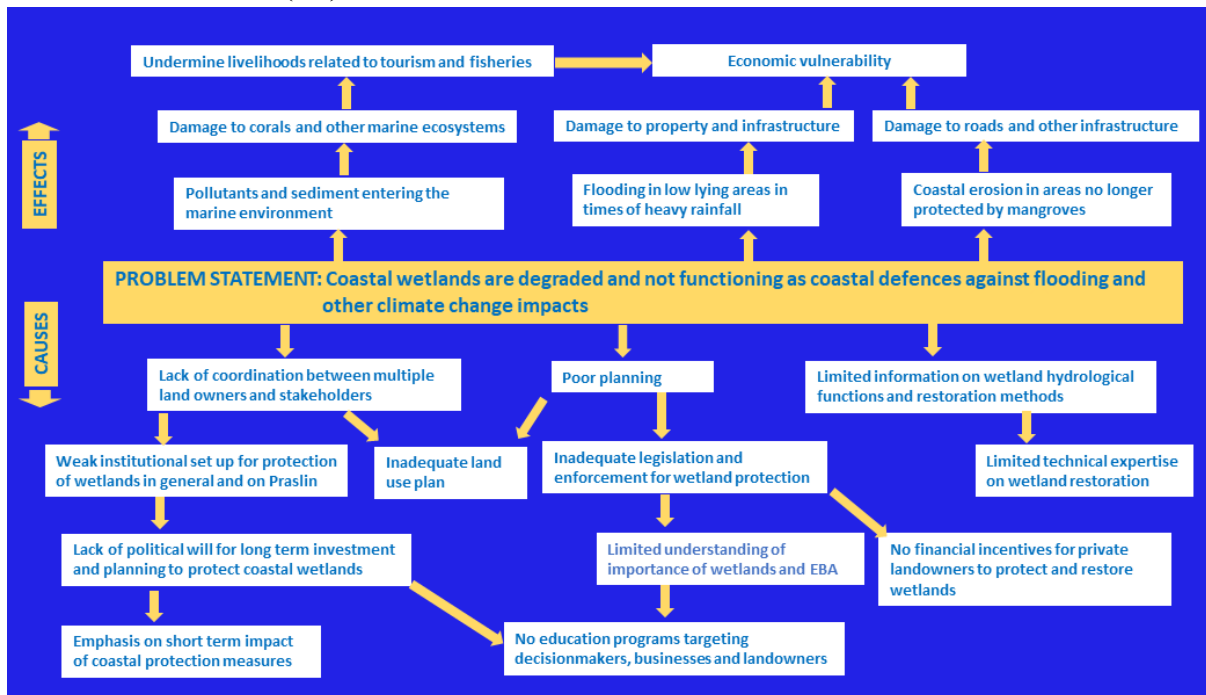 Undermine livelihoods related to tourism and fisheries
Economic vulnerability
Damage to corals and other marine ecosystems
Damage to property and infrastructure
Damage to roads and other infrastructure
EFFECTS
Pollutants and sediment entering the
marine environment
Flooding in low lying areas in
times of heavy rainfall
Coastal erosion in areas no longer
protected by mangroves
PROBLEM STATEMENT: Coastal wetlands are degraded and not functioning as coastal defences against flooding and
other climate change impacts
CAUSES
Lack of coordination between multiple
land owners and stakeholders
Poor planning
Limited information on wetland hydrological
functions and restoration methods
Weak institutional set up for protection
of wetlands in general and on Praslin
Inadequate land
use plan
Inadequate legislation and
enforcement for wetland protection
Limited technical expertise
on wetland restoration
Lack of political will for long term investment
and planning to protect coastal wetlands
Limited understanding of
importance of wetlands and EBA
No financial incentives for private
landowners to protect and restore
wetlands
Emphasis on short term impact
of coastal protection measures
No education programs targeting
decisionmakers, businesses and landowners